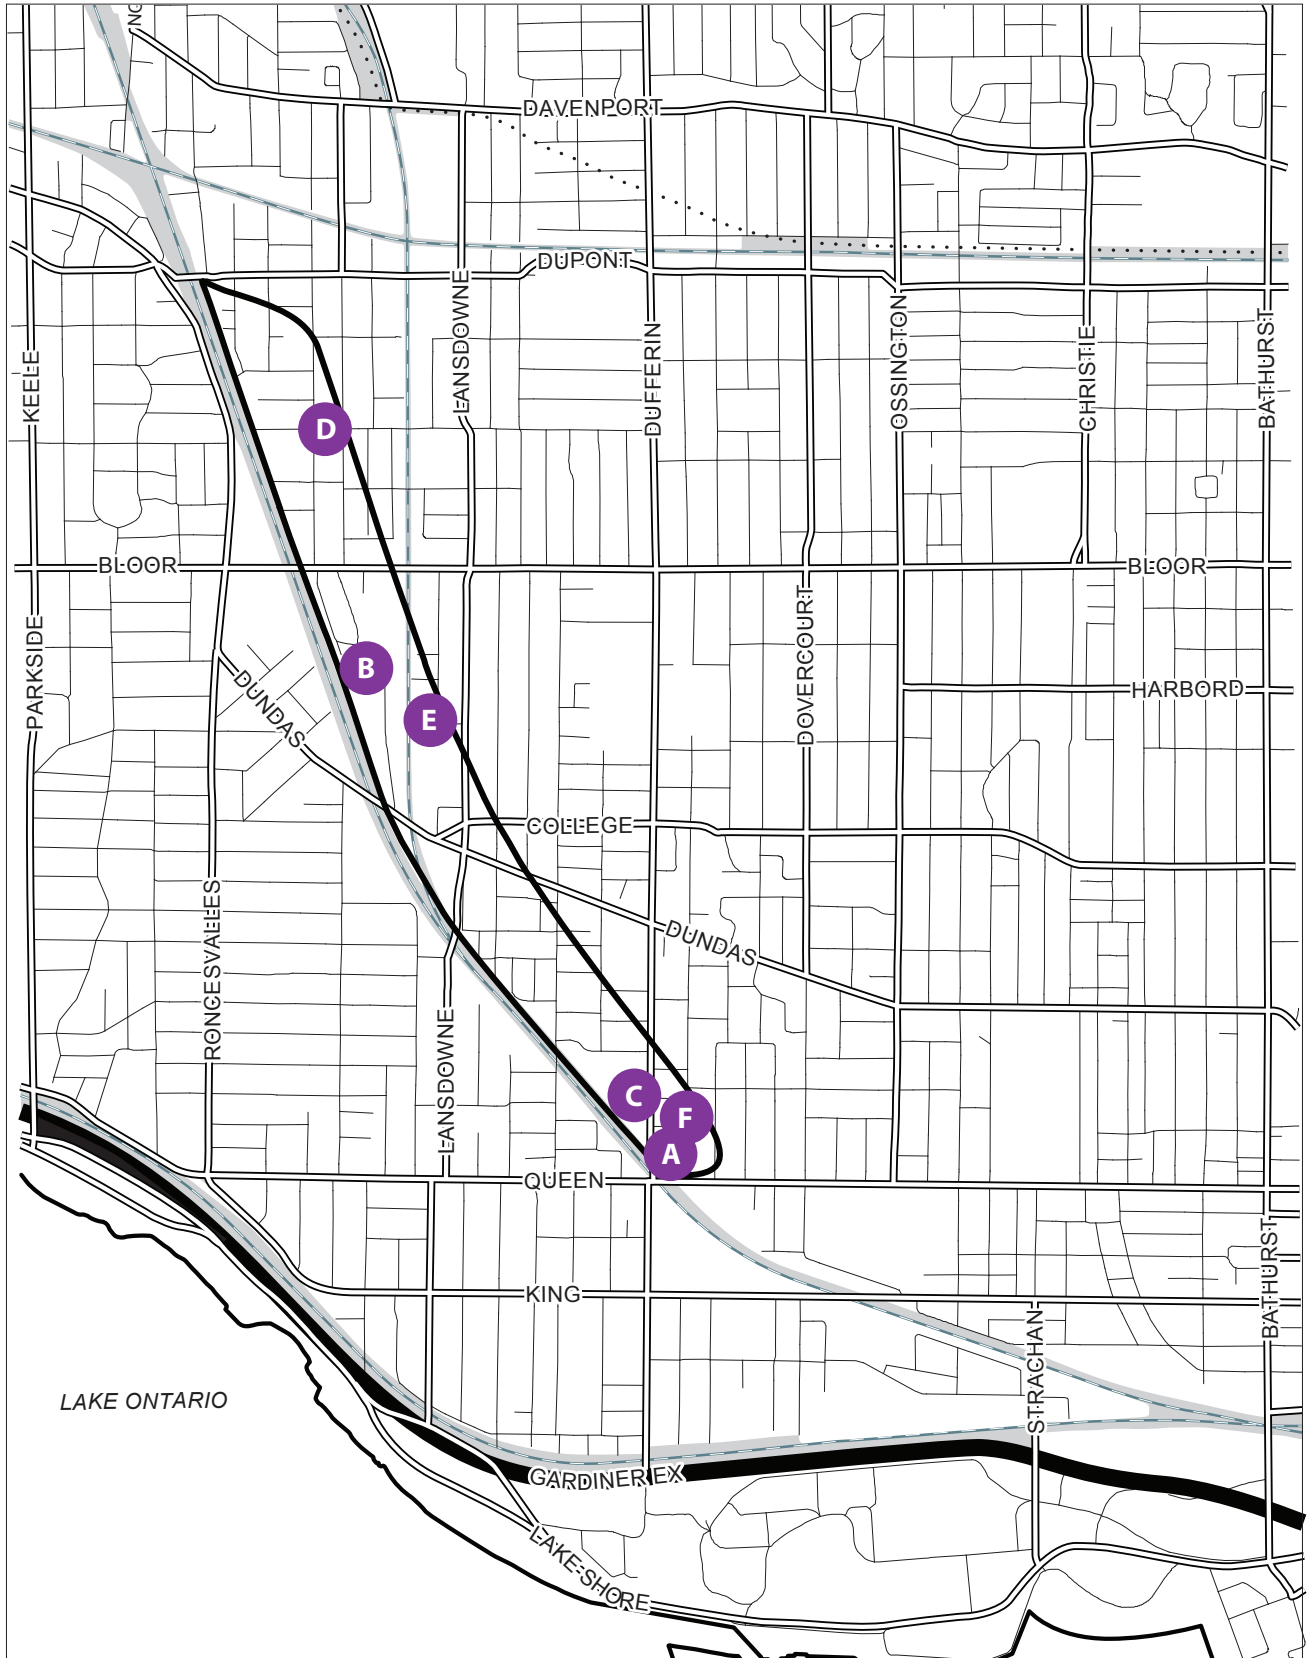 NG
DAVENPORT
DUPONT
LANSDOWNE
KEELE
DUFFERIN
OSSINGTON
CHRISTIE
BATHURST
D
BLOOR
BLOOR
PARKSIDE
DOVERCOURT
B
HARBORD
DUNDAS
E
COLLEGE
RONCESVALLES
DUNDAS
LANSDOWNE
C
F
A
QUEEN
BATHURST
KING
STRACHAN
LAKE ONTARIO
GARDINER EX
LAKE SHORE